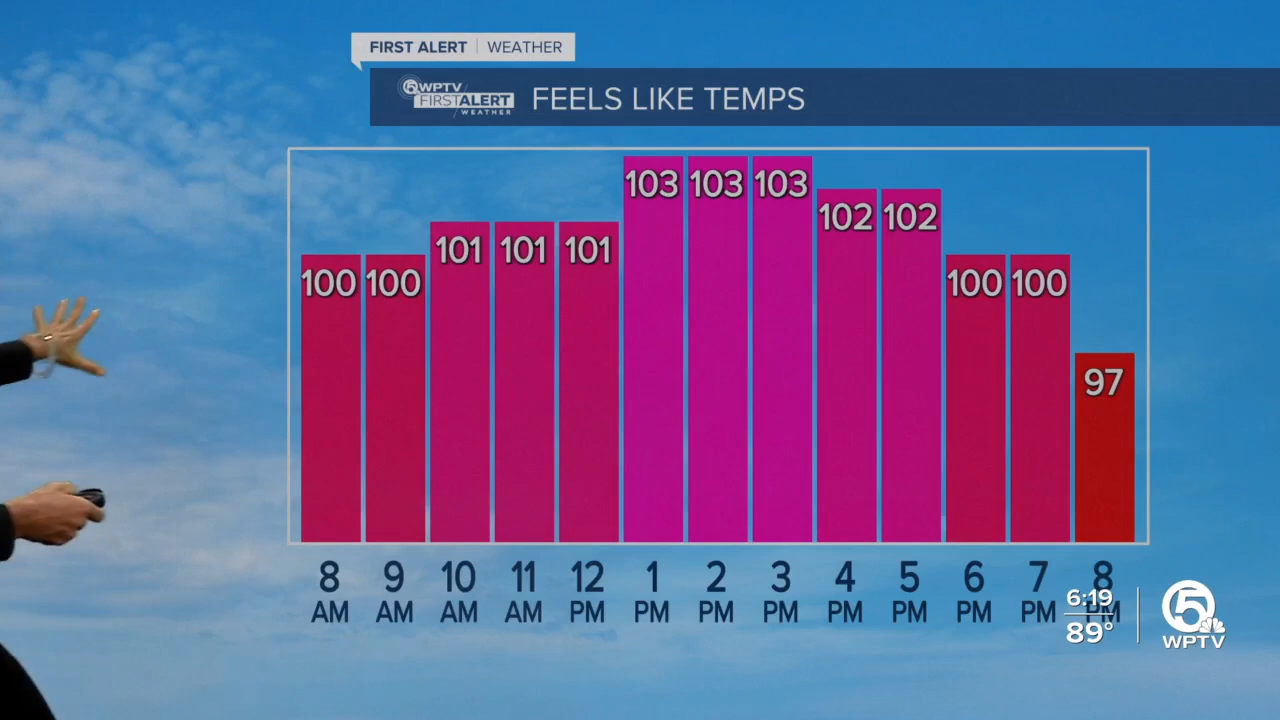 FIRST ALERT | WEATHER
5 WPTV
FIRST ALERT
WEATHER
FEELS LIKE TEMPS
100 100 101 101 101 103 103 103 102 102 100 100 97
8 9 10 11 12 1 2 3 4 5 6 7 8
AM AM AM AM PM PM PM PM PM PM PM PM PM
6:19
89°
5
WPTV